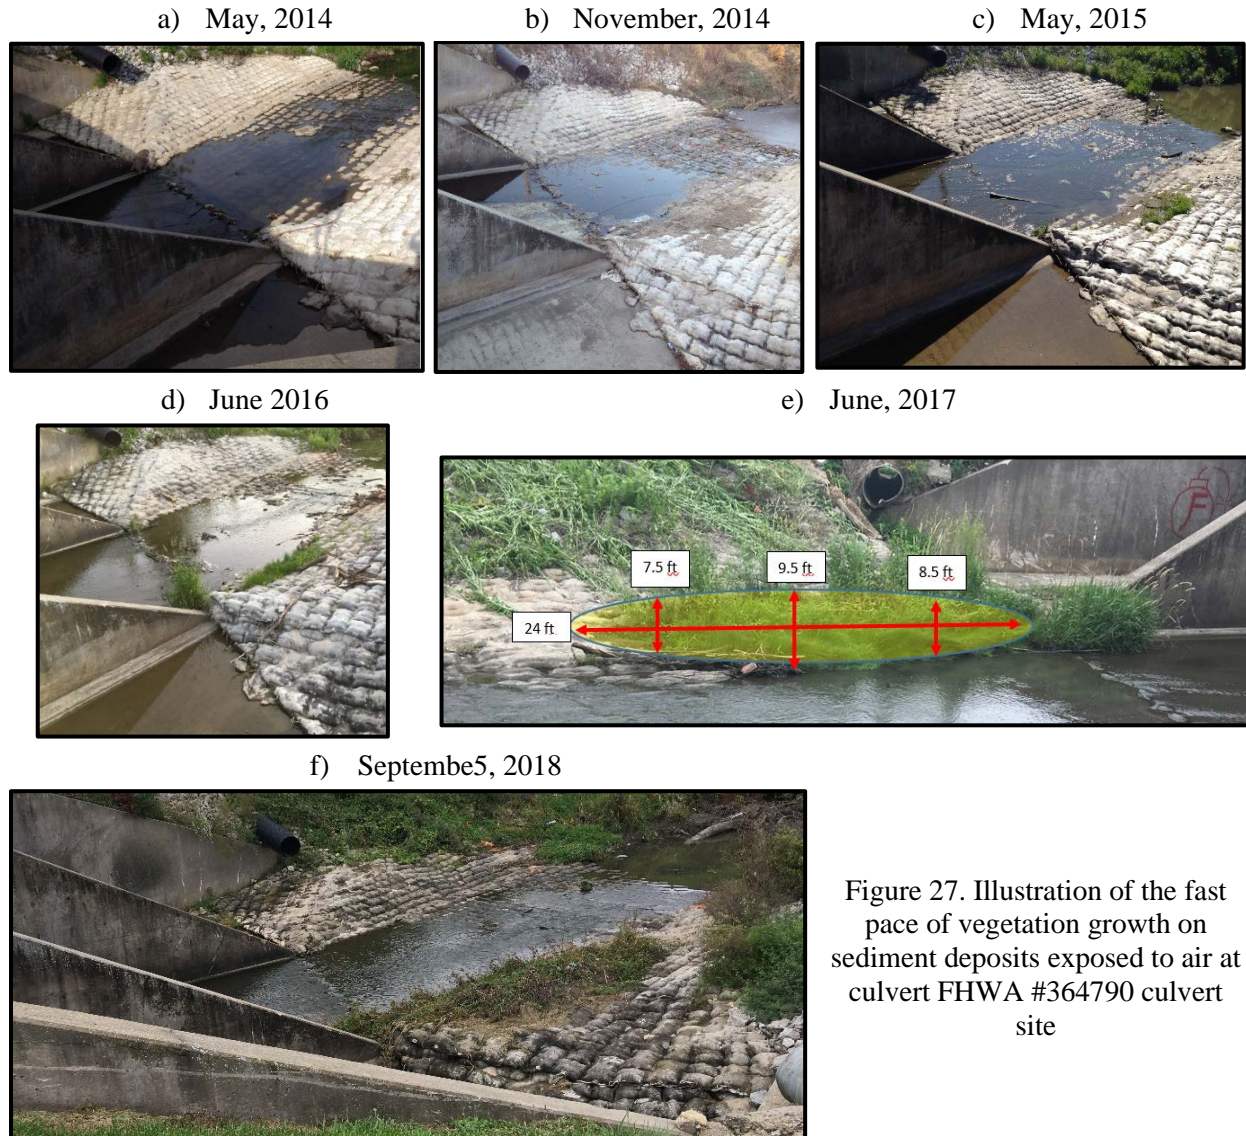 a) May, 2014
b) November, 2014
c) May, 2015
d) June 2016
e) June, 2017
7.5 ft
9.5 ft
8.5 ft
24 ft
F
f) Septembe5, 2018
Figure 27. Illustration of the fast
pace of vegetation growth on
sediment deposits exposed to air at
culvert FHWA #364790 culvert
site